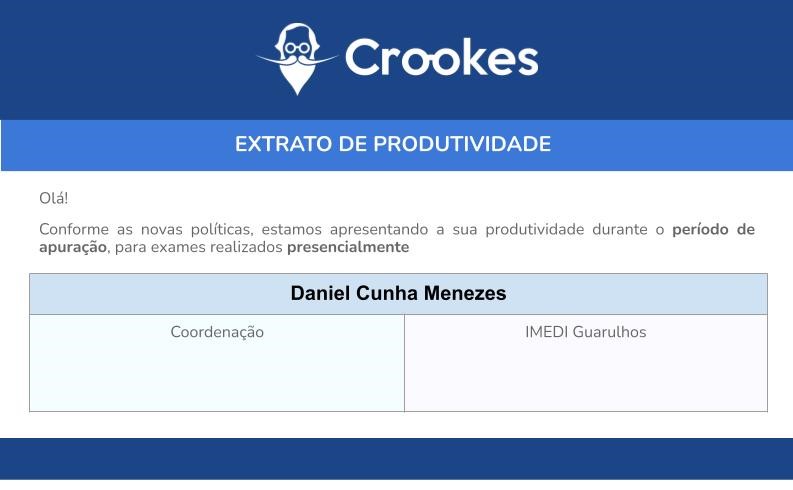 Crookes
EXTRATO DE PRODUTIVIDADE
Olá!
Conforme as novas políticas, estamos apresentando a sua produtividade durante o período de
apuração, para exames realizados presencialmente
Daniel Cunha Menezes
Coordenação
IMEDI Guarulhos